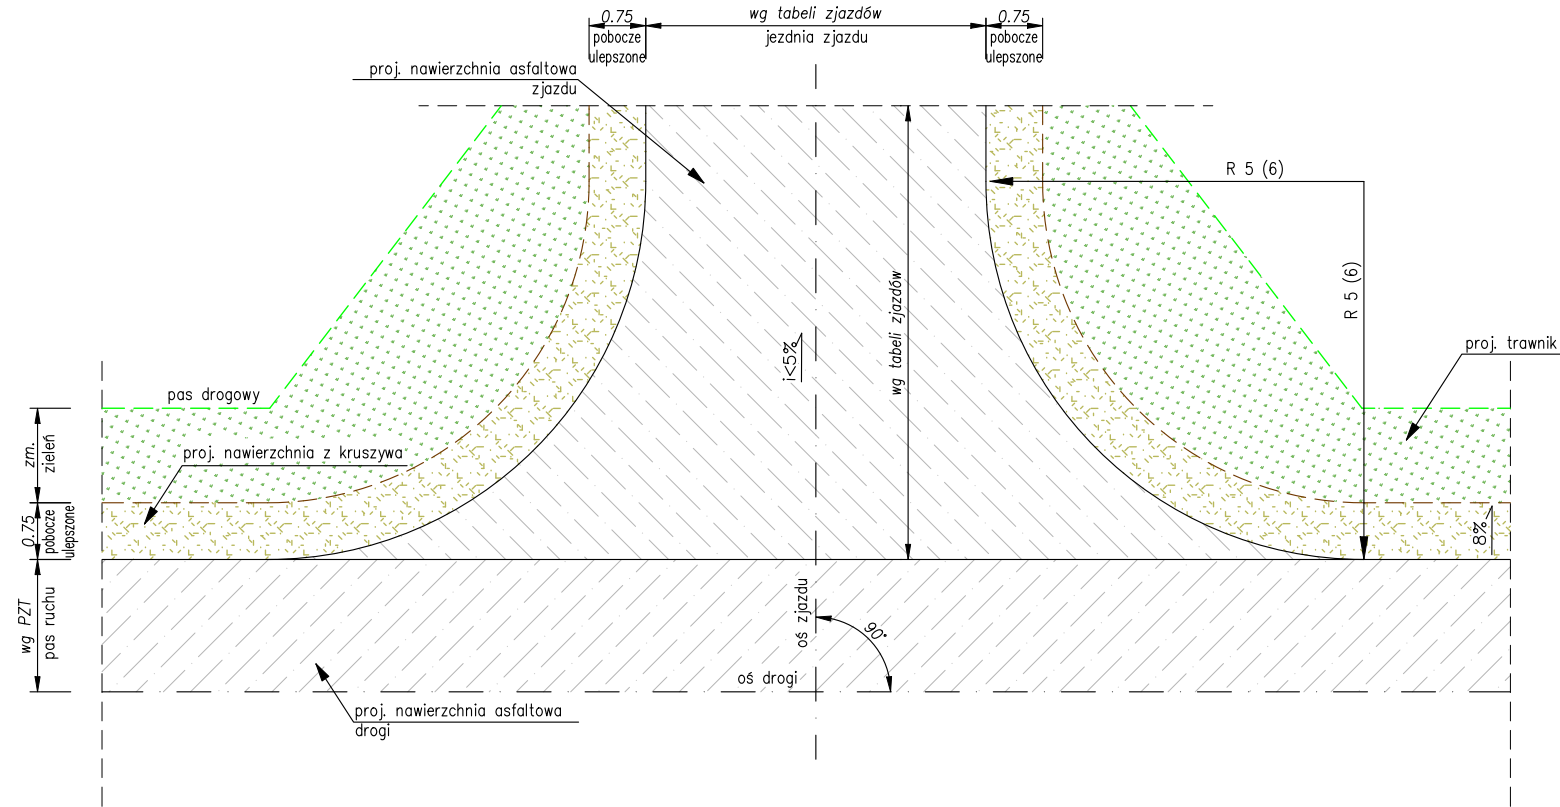 0.75
pobocze
ulepszone
wg tabeli zjazdów
jezdnia zjazdu
0.75
pobocze
ulepszone
proj. nawierzchnia asfaltowa
zjazdu
R 5 (6)
R 5 (6)
wg tabeli zjazdów
i<5%
proj. trawnik
pas drogowy
zm.
zieleń
proj. nawierzchnia z kruszywa
0.75
pobocze
ulepszone
8%
wg PZT
pas ruchu
oś zjazdu
90°
oś drogi
proj. nawierzchnia asfaltowa
drogi